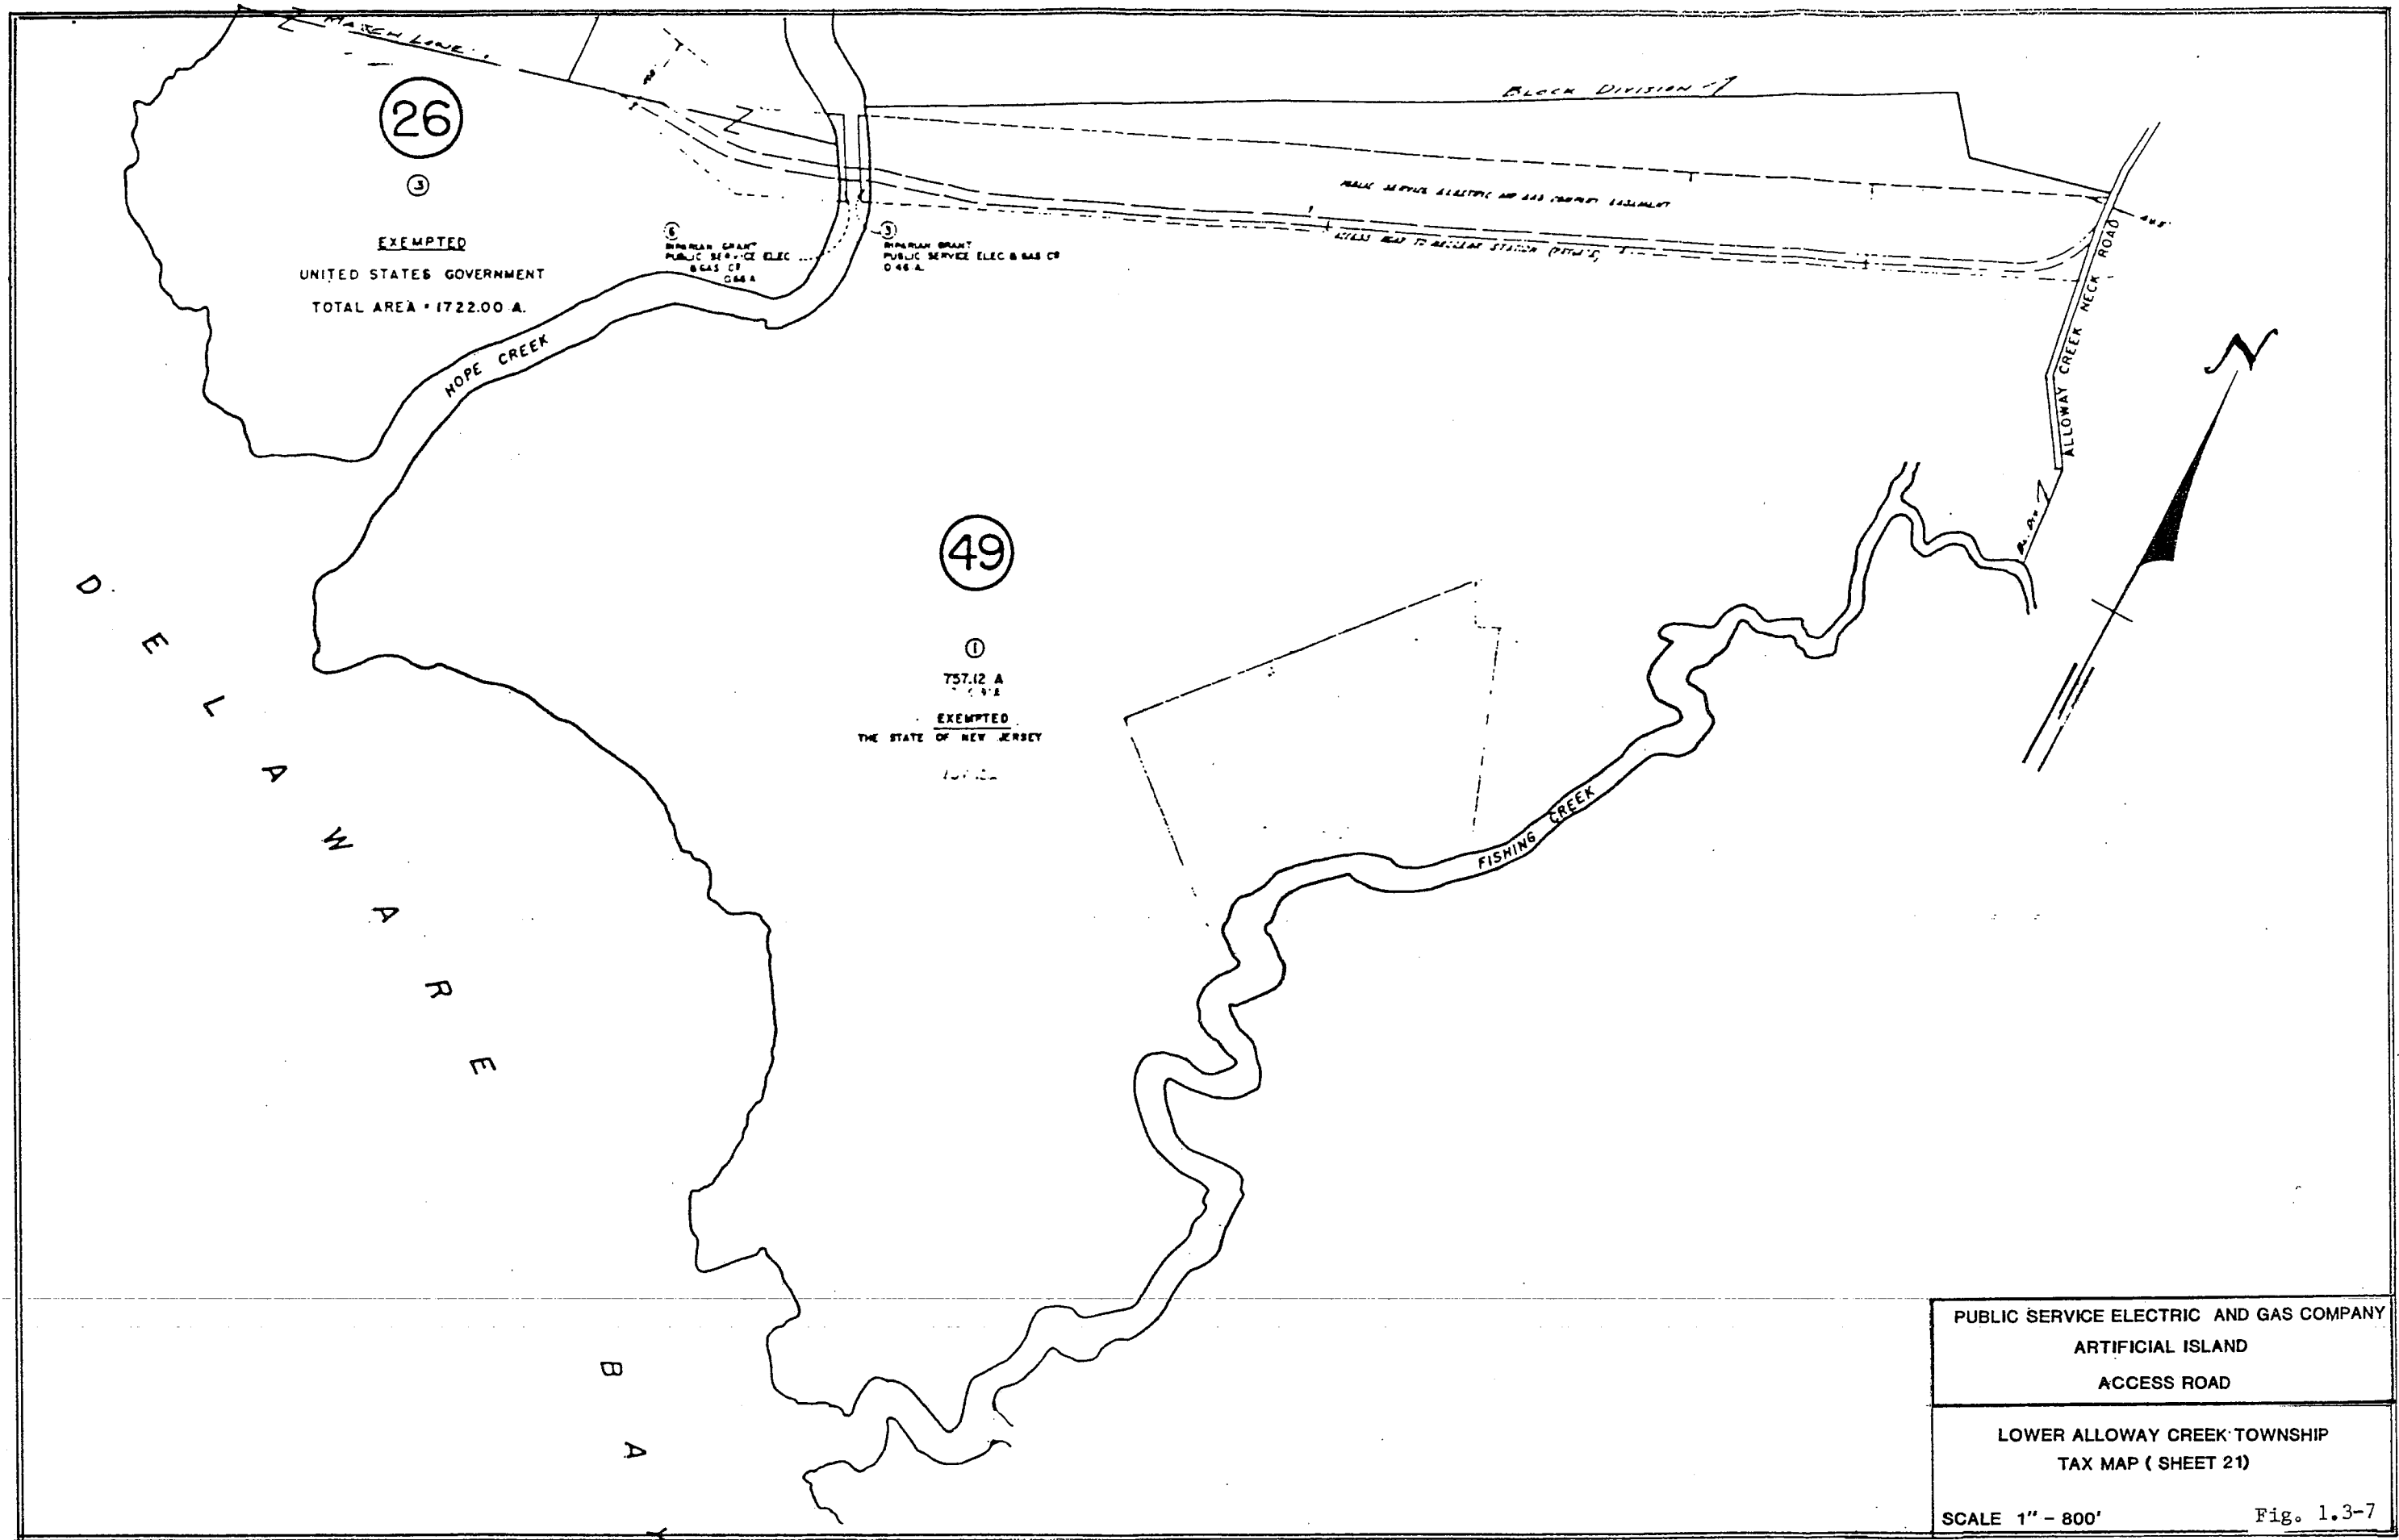 MATCH LINE
26
3
EXEMPTED
UNITED STATES GOVERNMENT
TOTAL AREA = 1722.00 A.
HOPE CREEK
6
RIPARIAN GRANT
PUBLIC SERVICE ELEC
& GAS CO
RIPARIAN GRANT
PUBLIC SERVICE ELEC & GAS CO
0.46 A.
BLOCK DIVISION
PUBLIC SERVICE ELECTRIC AND GAS COMPANY EASEMENT
ACCESS ROAD TO NUCLEAR STATION
ALLOWAY CREEK NECK ROAD
N
49
1
757.12 A
EXEMPTED
THE STATE OF NEW JERSEY
FISHING CREEK
DELAWARE
BAY
PUBLIC SERVICE ELECTRIC AND GAS COMPANY
ARTIFICIAL ISLAND
ACCESS ROAD
LOWER ALLOWAY CREEK TOWNSHIP
TAX MAP ( SHEET 21)
SCALE 1" - 800'
Fig. 1.3-7